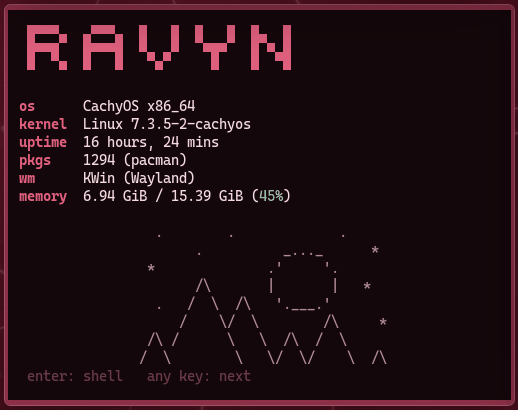 RAVYN
os CachyOS x86_64
kernel Linux 7.3.5-2-cachyos
uptime 16 hours, 24 mins
pkgs 1294 (pacman)
wm KWin (Wayland)
memory 6.94 GiB / 15.39 GiB (45%)
enter: shell any key: next